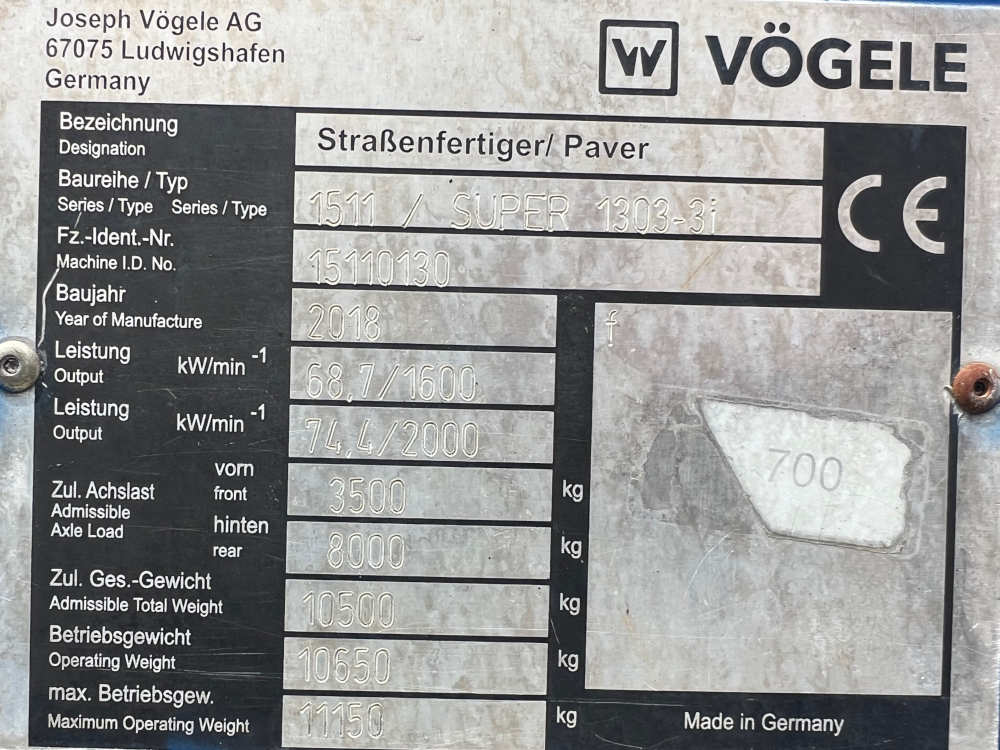 Joseph Vögele AG
67075 Ludwigshafen
Germany
W VÖGELE
Bezeichnung
Designation
Straßenfertiger/ Paver
Baureihe / Typ
Series / Type Series / Type
1511 / SUPER 1303-3i
CE
Fz.-Ident.-Nr.
Machine I.D. No.
15110130
Baujahr
Year of Manufacture
2018
f
Leistung
Output
kW/min -1
68,7/1600
Leistung
Output
kW/min -1
74,4/2000
700
Zul. Achslast
Admissible
Axle Load
vorn
front
3500 kg
hinten
rear
8000 kg
Zul. Ges.-Gewicht
Admissible Total Weight
10500 kg
Betriebsgewicht
Operating Weight
10650 kg
max. Betriebsgew.
Maximum Operating Weight
11150 kg
Made in Germany